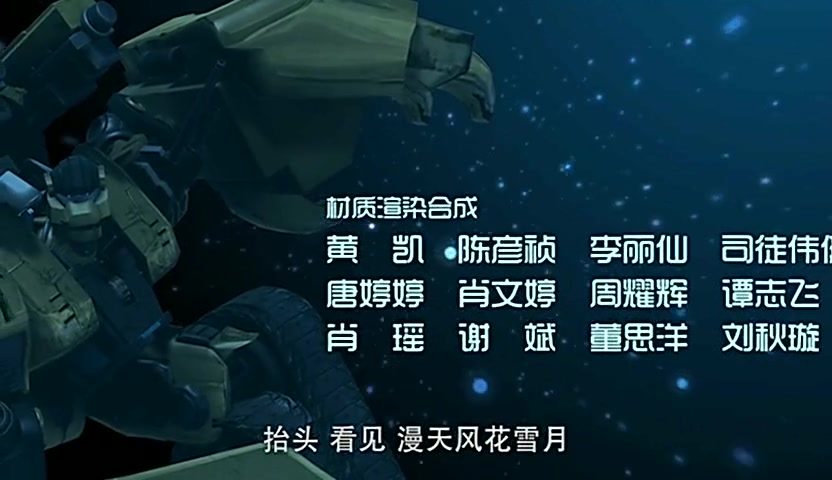 材质渲染合成
黄 凯 陈彦祯 李丽仙 司徒伟
唐婷婷 肖文婷 周耀辉 谭志飞
肖 瑶 谢 斌 董思洋 刘秋璇
抬头 看见 漫天风花雪月